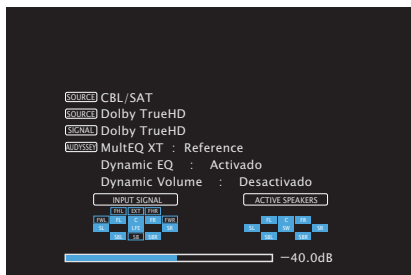 SOURCE CBL/SAT
SOURCE Dolby TrueHD
SIGNAL Dolby TrueHD
AUDYSSEY MultEQ XT : Reference
Dynamic EQ : Activado
Dynamic Volume : Desactivado
INPUT SIGNAL ACTIVE SPEAKERS
FHL EXT FHR
FWL FL C FR FWR FL C FR
SL LFE SR SL SW SR
SBL SB SBR SBL SBR
−40.0dB